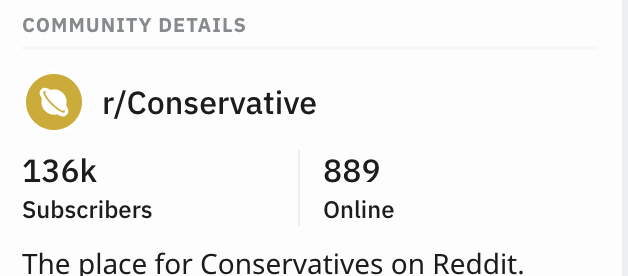 COMMUNITY DETAILS
r/Conservative
136k 889
Subscribers Online
The place for Conservatives on Reddit.